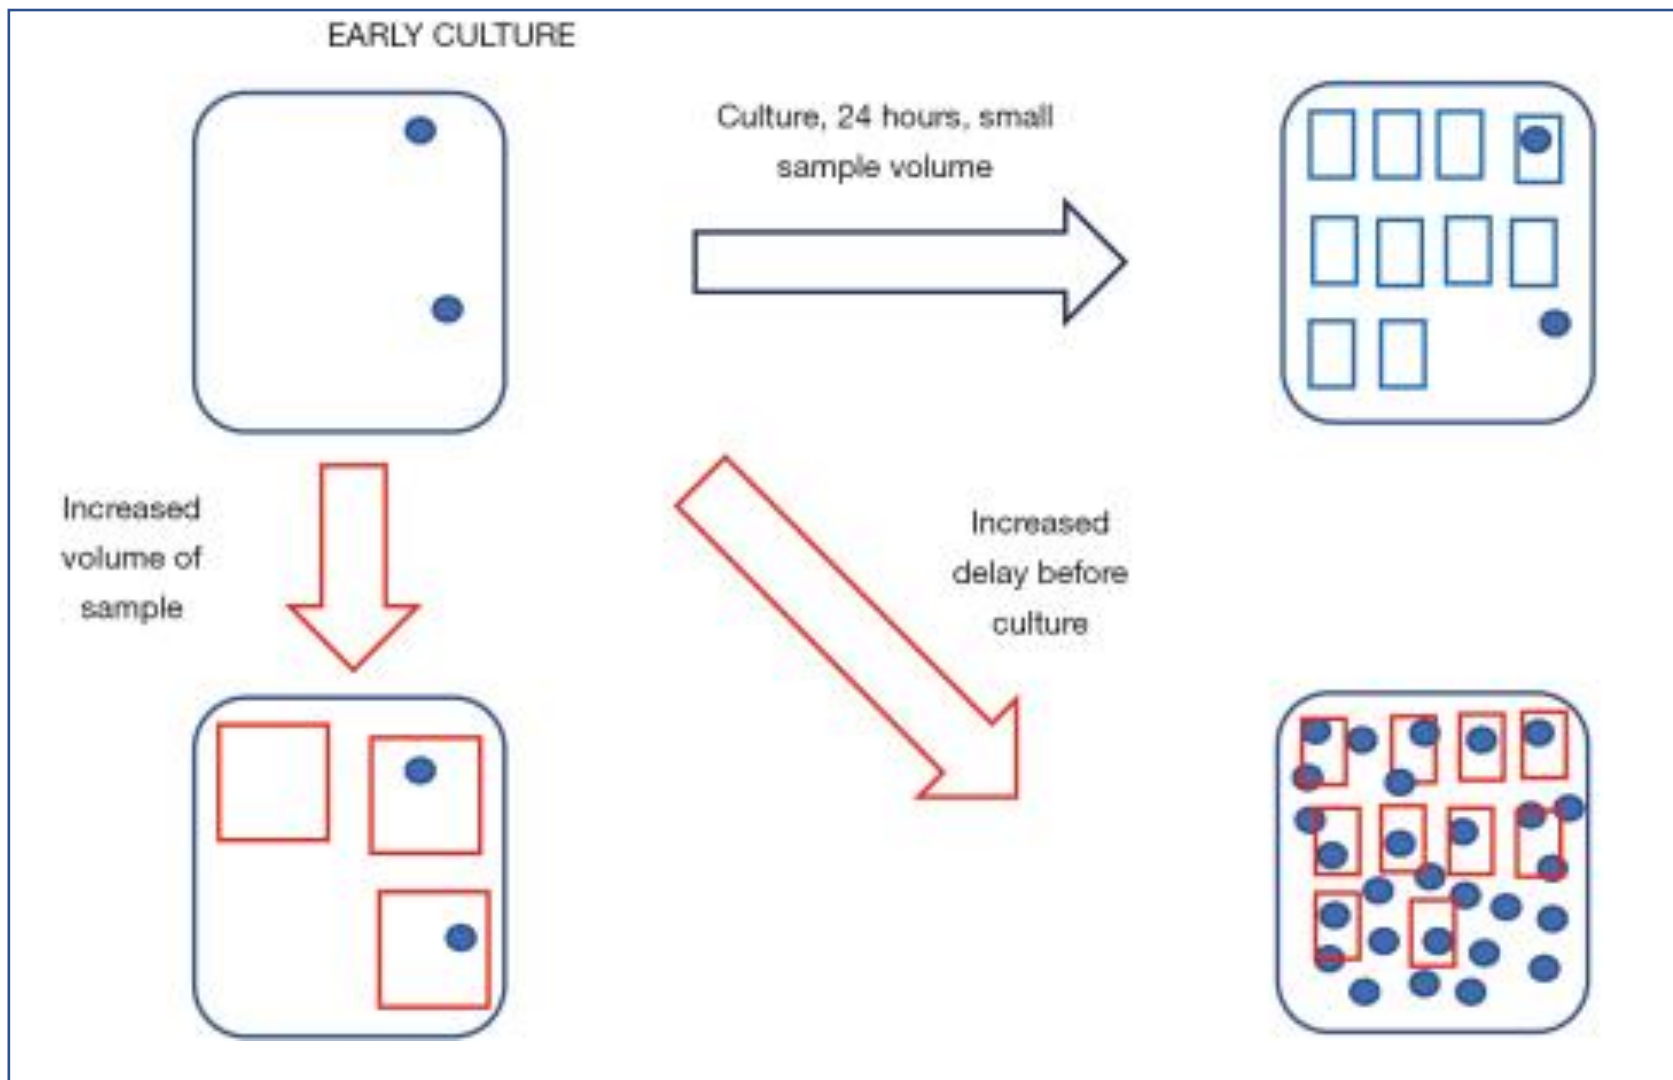 EARLY CULTURE
Culture, 24 hours, small
sample volume
Increased
volume of
sample
Increased
delay before
culture